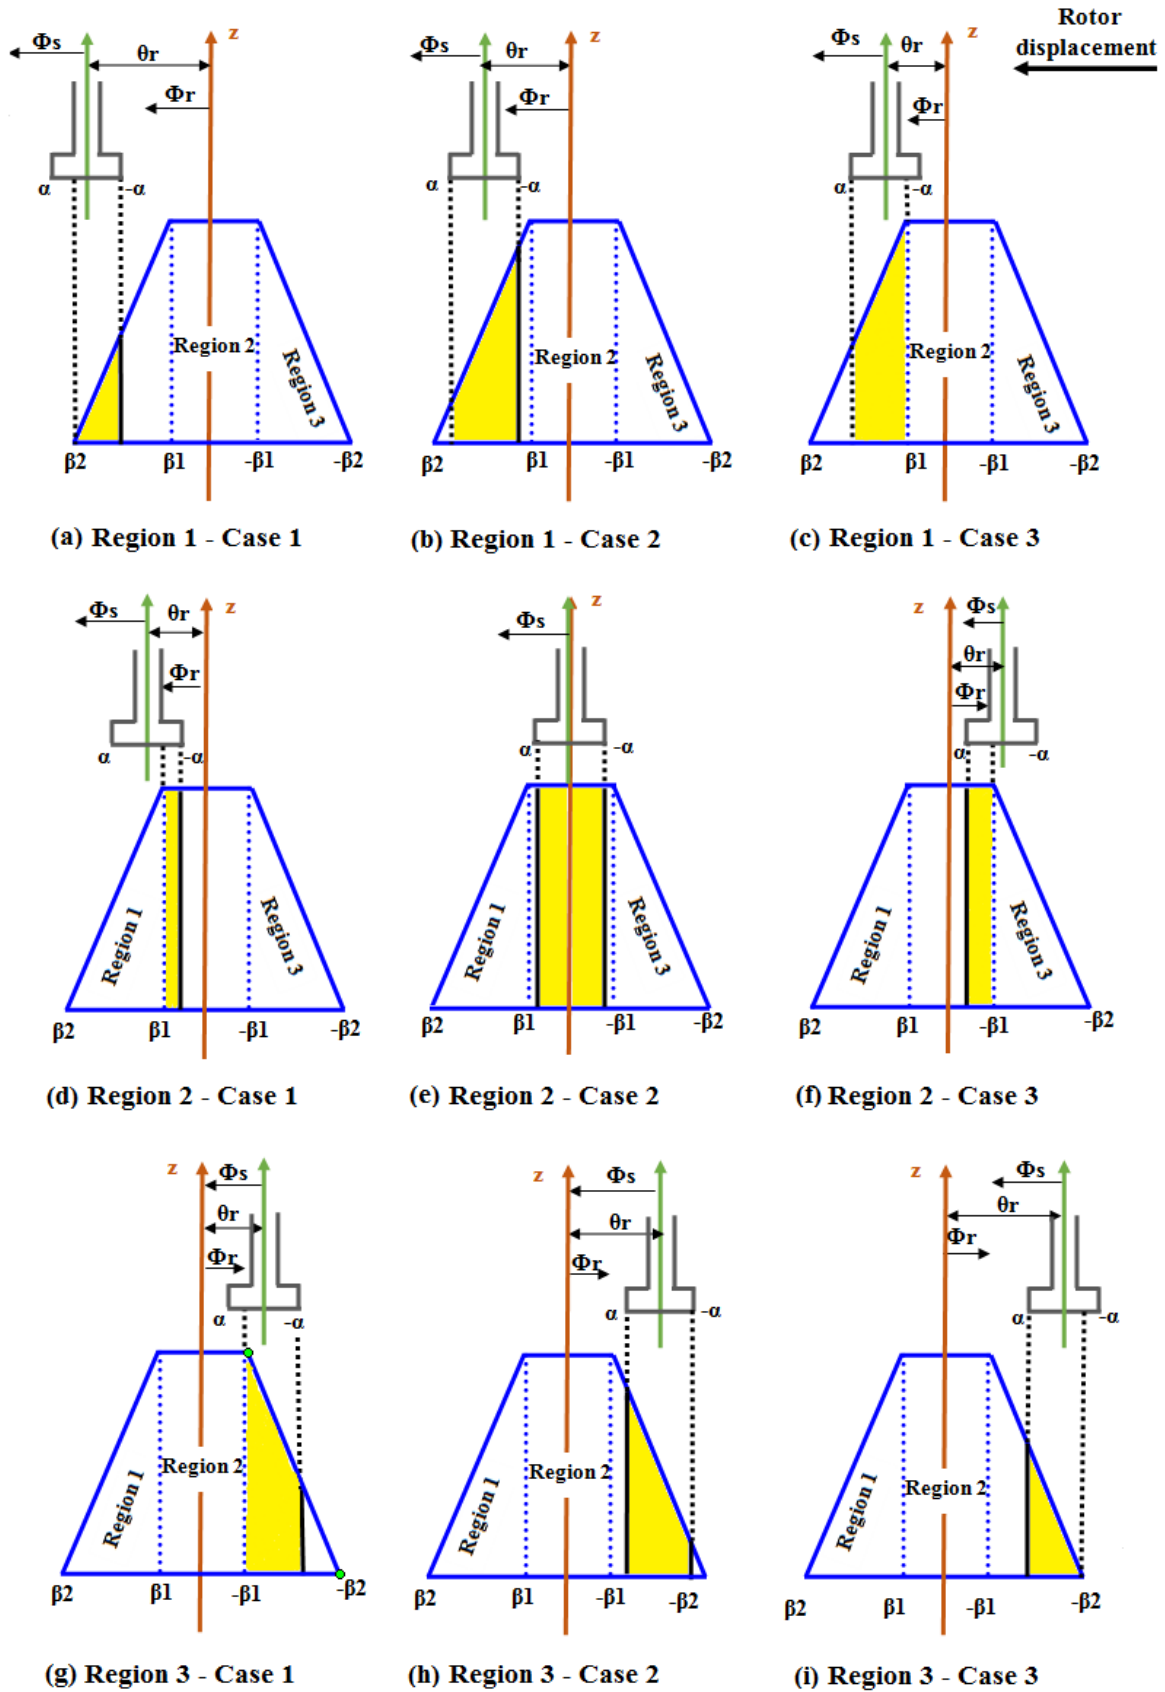 Rotor
displacement
Φs θr z
Φr
α -α
Region 2
Region 3
β2 β1 -β1 -β2
(a) Region 1 - Case 1
Φs θr z
Φr
α -α
Region 2
Region 3
β2 β1 -β1 -β2
(b) Region 1 - Case 2
Φs θr z
Φr
α -α
Region 2
Region 3
β2 β1 -β1 -β2
(c) Region 1 - Case 3
Φs θr z
Φr
α -α
Region 1
Region 3
β2 β1 -β1 -β2
(d) Region 2 - Case 1
Φs z
α -α
Region 1
Region 3
β2 β1 -β1 -β2
(e) Region 2 - Case 2
z Φs
θr
Φr
α -α
Region 1
Region 3
β2 β1 -β1 -β2
(f) Region 2 - Case 3
z Φs
θr
Φr
α -α
Region 1
Region 2
β2 β1 -β1 -β2
(g) Region 3 - Case 1
z Φs
θr
Φr
α -α
Region 1
Region 2
β2 β1 -β1 -β2
(h) Region 3 - Case 2
z Φs
θr
Φr
α -α
Region 1
Region 2
β2 β1 -β1 -β2
(i) Region 3 - Case 3